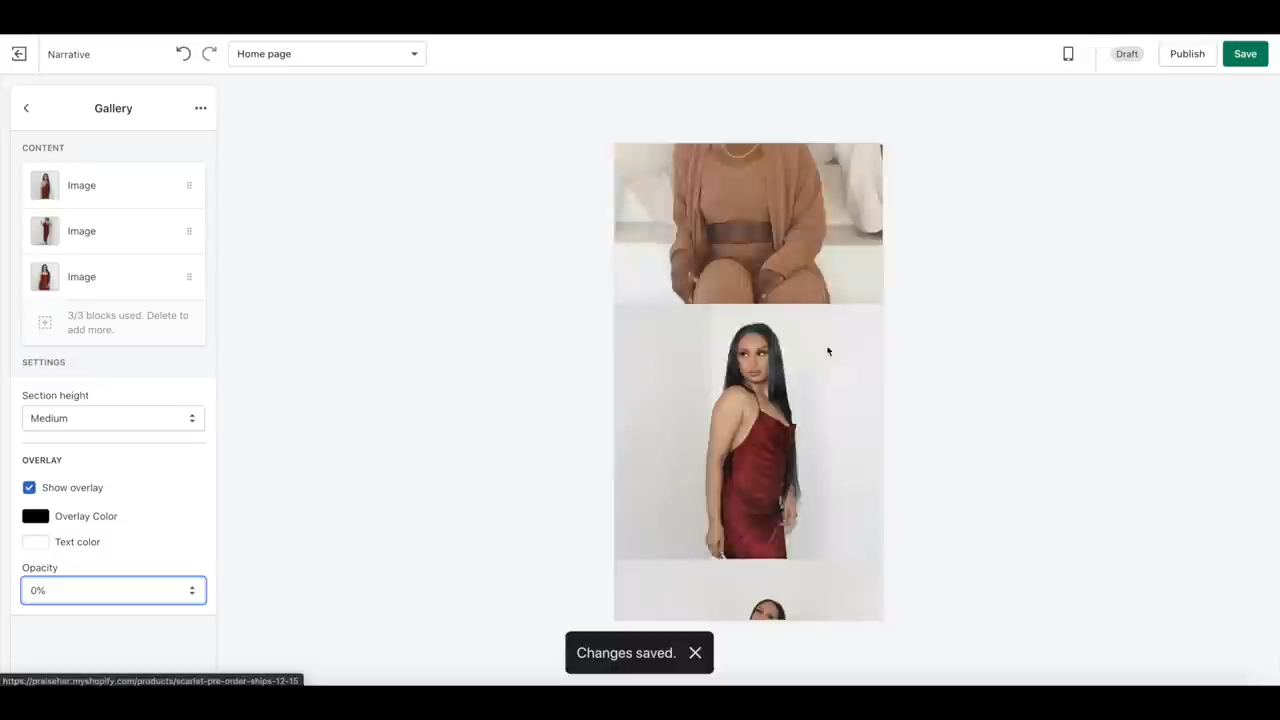 Narrative
Home page
Draft
Publish
Save
Gallery
CONTENT
Image
Image
Image
3/3 blocks used. Delete to
add more.
SETTINGS
Section height
Medium
OVERLAY
Show overlay
Overlay Color
Text color
Opacity
0%
Changes saved.
https://praisehar.myshopify.com/products/scarlet-pre-order-ships-12-15